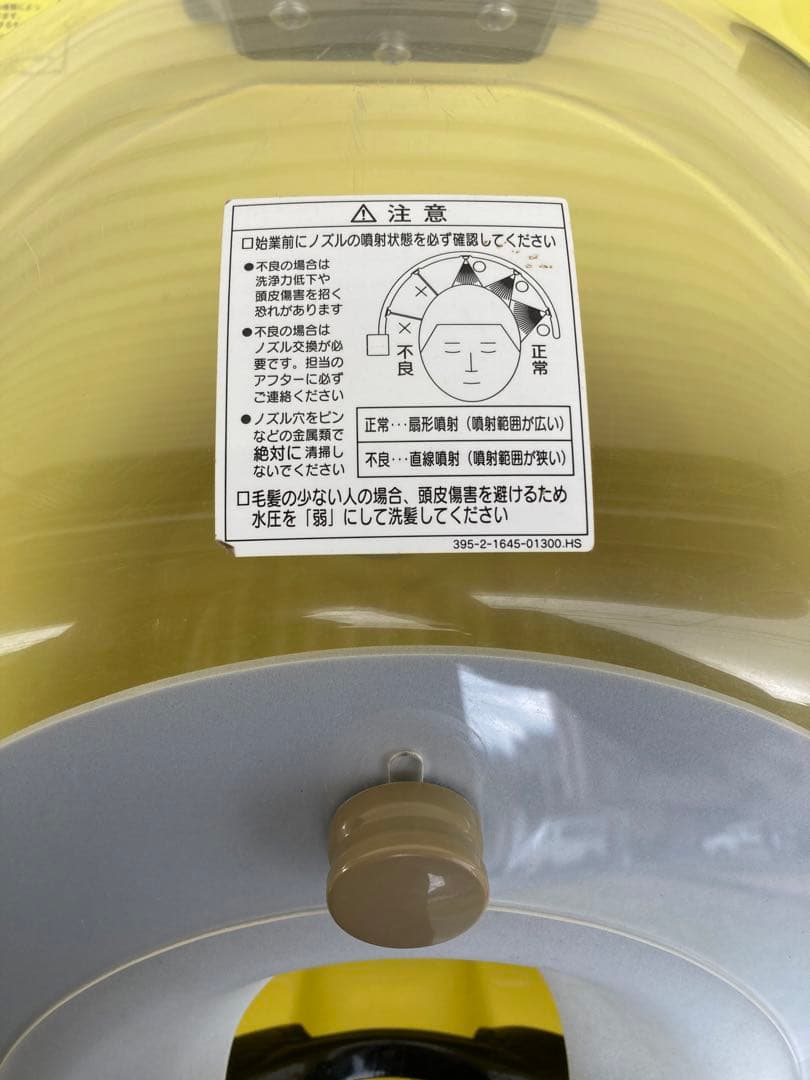 ⚠ 注意
□始業前にノズルの噴射状態を必ず確認してください
●不良の場合は
洗浄力低下や
頭皮傷害を招く
恐れがあります
●不良の場合は
ノズル交換が必
要です。担当の
アフターに必ず
ご連絡ください
●ノズル穴をピン
などの金属類で
絶対に清掃し
ないでください
不良
正常
正常···扇形噴射（噴射範囲が広い）
不良···直線噴射（噴射範囲が狭い）
□毛髪の少ない人の場合、頭皮傷害を避けるため
水圧を「弱」にして洗髪してください
395-2-1645-01300.HS